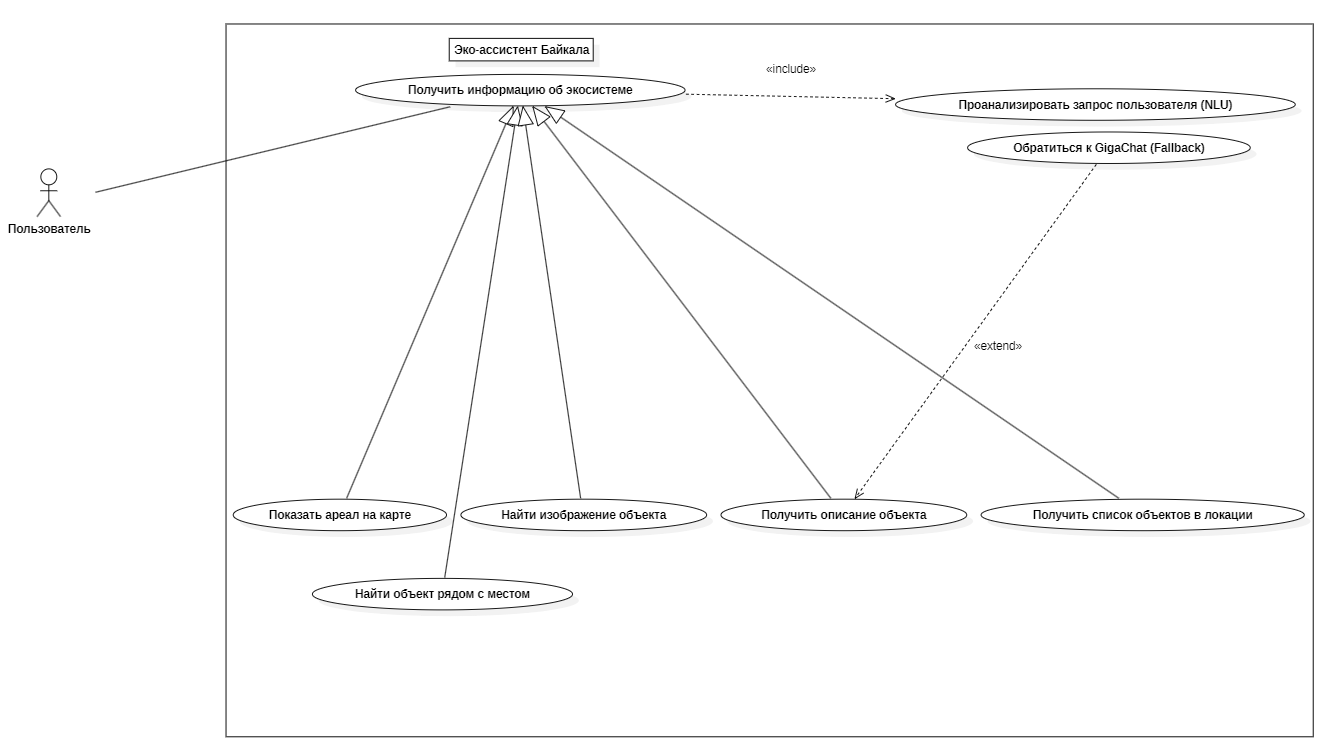 Эко-ассистент Байкала
Получить информацию об экосистеме
«include»
Проанализировать запрос пользователя (NLU)
Обратиться к GigaChat (Fallback)
Пользователь
«extend»
Показать ареал на карте
Найти изображение объекта
Получить описание объекта
Получить список объектов в локации
Найти объект рядом с местом